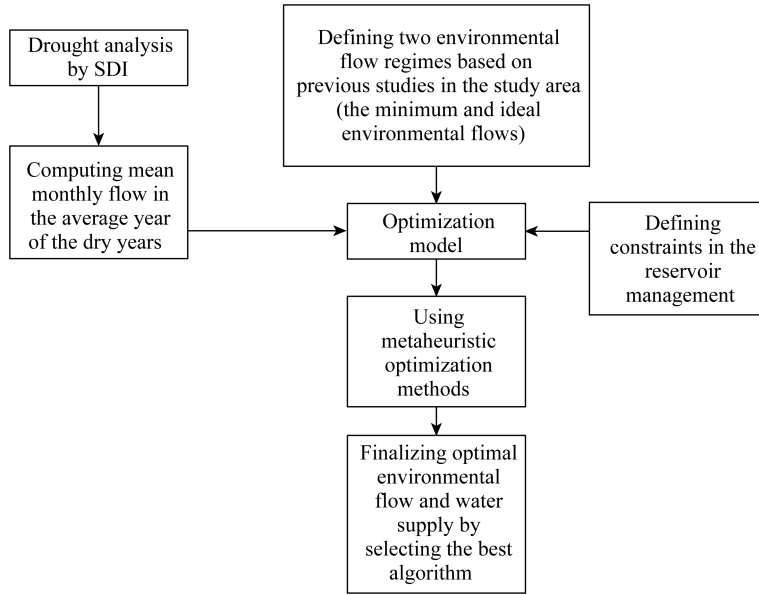 Drought analysis
by SDI
Defining two environmental
flow regimes based on
previous studies in the study area
(the minimum and ideal
environmental flows)
Computing mean
monthly flow in
the average year
of the dry years
Optimization
model
Defining
constraints in the
reservoir
management
Using
metaheuristic
optimization
methods
Finalizing optimal
environmental
flow and water
supply by
selecting the best
algorithm